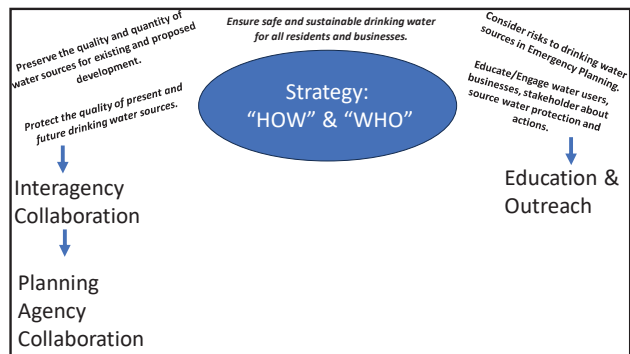 Preserve the quality and quantity of
water sources for existing and proposed
development.
Protect the quality of present and
future drinking water sources.
Ensure safe and sustainable drinking water
for all residents and businesses.
Consider risks to drinking water
sources in Emergency Planning.
Educate/Engage water users,
businesses, stakeholder about
source water protection and
actions.
Strategy:
“HOW” & “WHO”
Interagency
Collaboration
Planning
Agency
Collaboration
Education &
Outreach